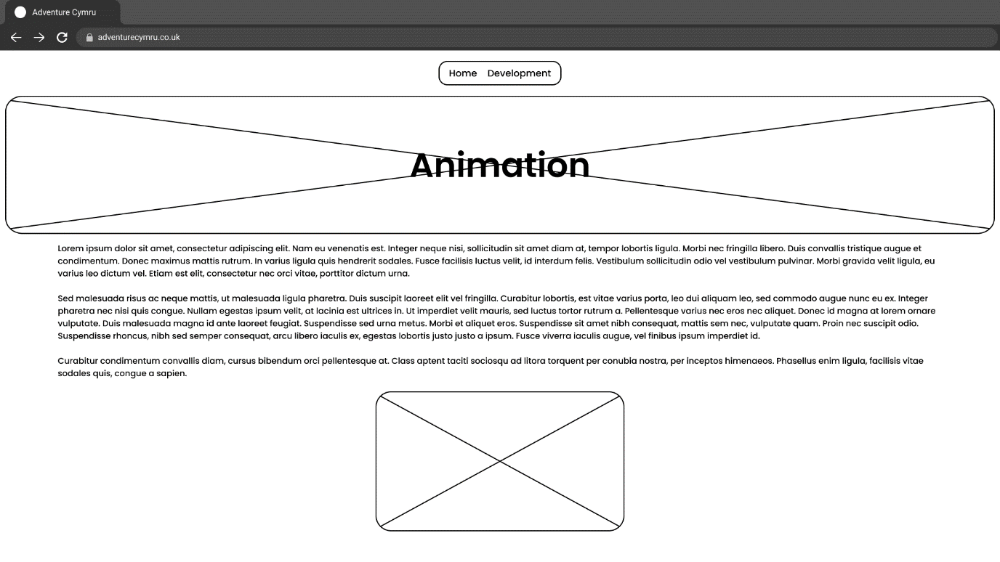 Adventure Cymru
adventurecymru.co.uk
Home Development
Animation
Lorem ipsum dolor sit amet, consectetur adipiscing elit. Nam eu venenatis est. Integer neque nisi, sollicitudin sit amet diam at, tempor lobortis ligula. Morbi nec fringilla libero. Duis convallis tristique augue et
condimentum. Donec maximus mattis rutrum. In varius ligula quis hendrerit sodales. Fusce facilisis luctus velit, id interdum felis. Vestibulum sollicitudin odio vel vestibulum pulvinar. Morbi gravida velit ligula, eu
varius leo dictum vel. Etiam est elit, consectetur nec orci vitae, porttitor dictum urna.
Sed malesuada risus ac neque mattis, ut malesuada ligula pharetra. Duis suscipit laoreet elit vel fringilla. Curabitur lobortis, est vitae varius porta, leo dui aliquam leo, sed commodo augue nunc eu ex. Integer
pharetra nec nisi quis congue. Nullam egestas ipsum velit, at lacinia est ultrices in. Ut imperdiet velit mauris, sed luctus tortor rutrum a. Pellentesque varius nec eros nec aliquet. Donec id magna at lorem ornare
vulputate. Duis malesuada magna id ante laoreet feugiat. Suspendisse sed urna metus. Morbi et aliquet eros. Suspendisse sit amet nibh consequat, mattis sem nec, vulputate quam. Proin nec suscipit odio.
Suspendisse rhoncus, nibh sed semper consequat, arcu libero iaculis ex, egestas lobortis justo justo a ipsum. Fusce viverra iaculis augue, vel finibus ipsum imperdiet id.
Curabitur condimentum convallis diam, cursus bibendum orci pellentesque at. Class aptent taciti sociosqu ad litora torquent per conubia nostra, per inceptos himenaeos. Phasellus enim ligula, facilisis vitae
sodales quis, congue a sapien.